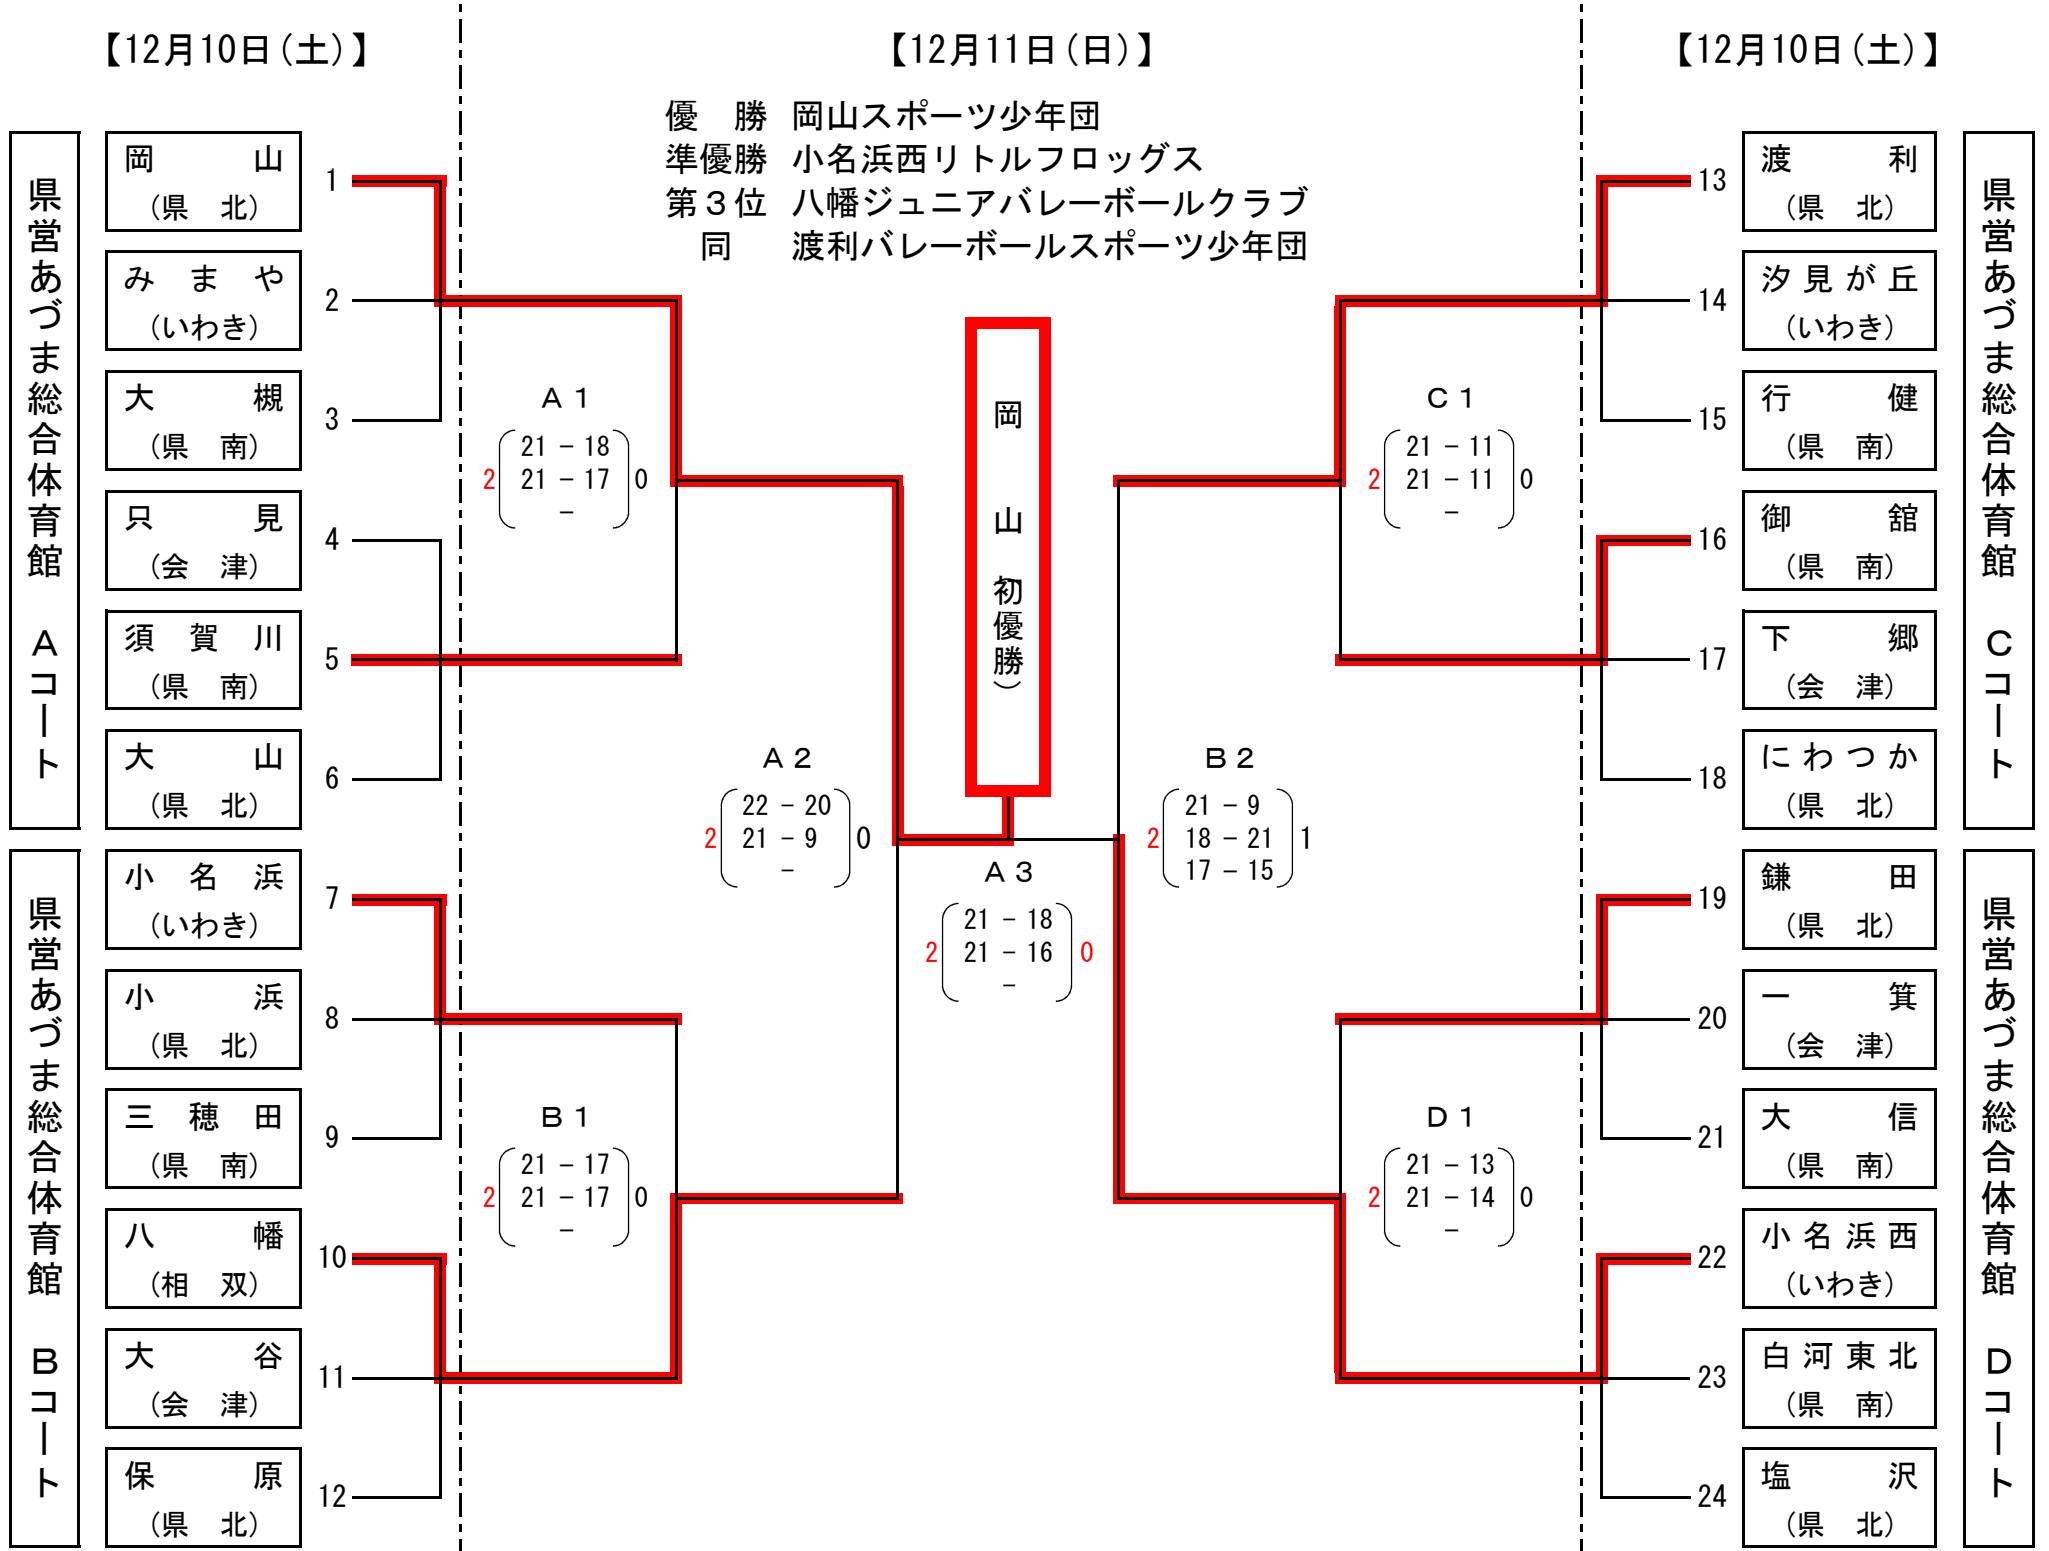 【12月10日(土)】
【12月11日(日)】
【12月10日(土)】
優　勝　岡山スポーツ少年団
準優勝　小名浜西リトルフロッグス
第３位　八幡ジュニアバレーボールクラブ
同　渡利バレーボールスポーツ少年団
県営あづま総合体育館　Ａコート
岡　山
(県　北)
1
み ま や
(いわき)
2
大　槻
(県　南)
3
只　見
(会　津)
4
須 賀 川
(県　南)
5
大　山
(県　北)
6
県営あづま総合体育館　Ｂコート
小 名 浜
(いわき)
7
小　浜
(県　北)
8
三 穂 田
(県　南)
9
八　幡
(相　双)
10
大　谷
(会　津)
11
保　原
(県　北)
12
Ａ１
21 － 18
2 21 － 17 0
－
Ｂ１
21 － 17
2 21 － 17 0
－
Ａ２
22 － 20
2 21 － 9 0
－
岡　山　(初優勝)
Ａ３
21 － 18
2 21 － 16 0
－
Ｂ２
21 － 9
2 18 － 21 1
17 － 15
Ｃ１
21 － 11
2 21 － 11 0
－
Ｄ１
21 － 13
2 21 － 14 0
－
13
渡　利
(県　北)
14
汐見が丘
(いわき)
15
行　健
(県　南)
16
御　舘
(県　南)
17
下　郷
(会　津)
18
にわつか
(県　北)
県営あづま総合体育館　Ｃコート
19
鎌　田
(県　北)
20
一　箕
(会　津)
21
大　信
(県　南)
22
小名浜西
(いわき)
23
白河東北
(県　南)
24
塩　沢
(県　北)
県営あづま総合体育館　Ｄコート